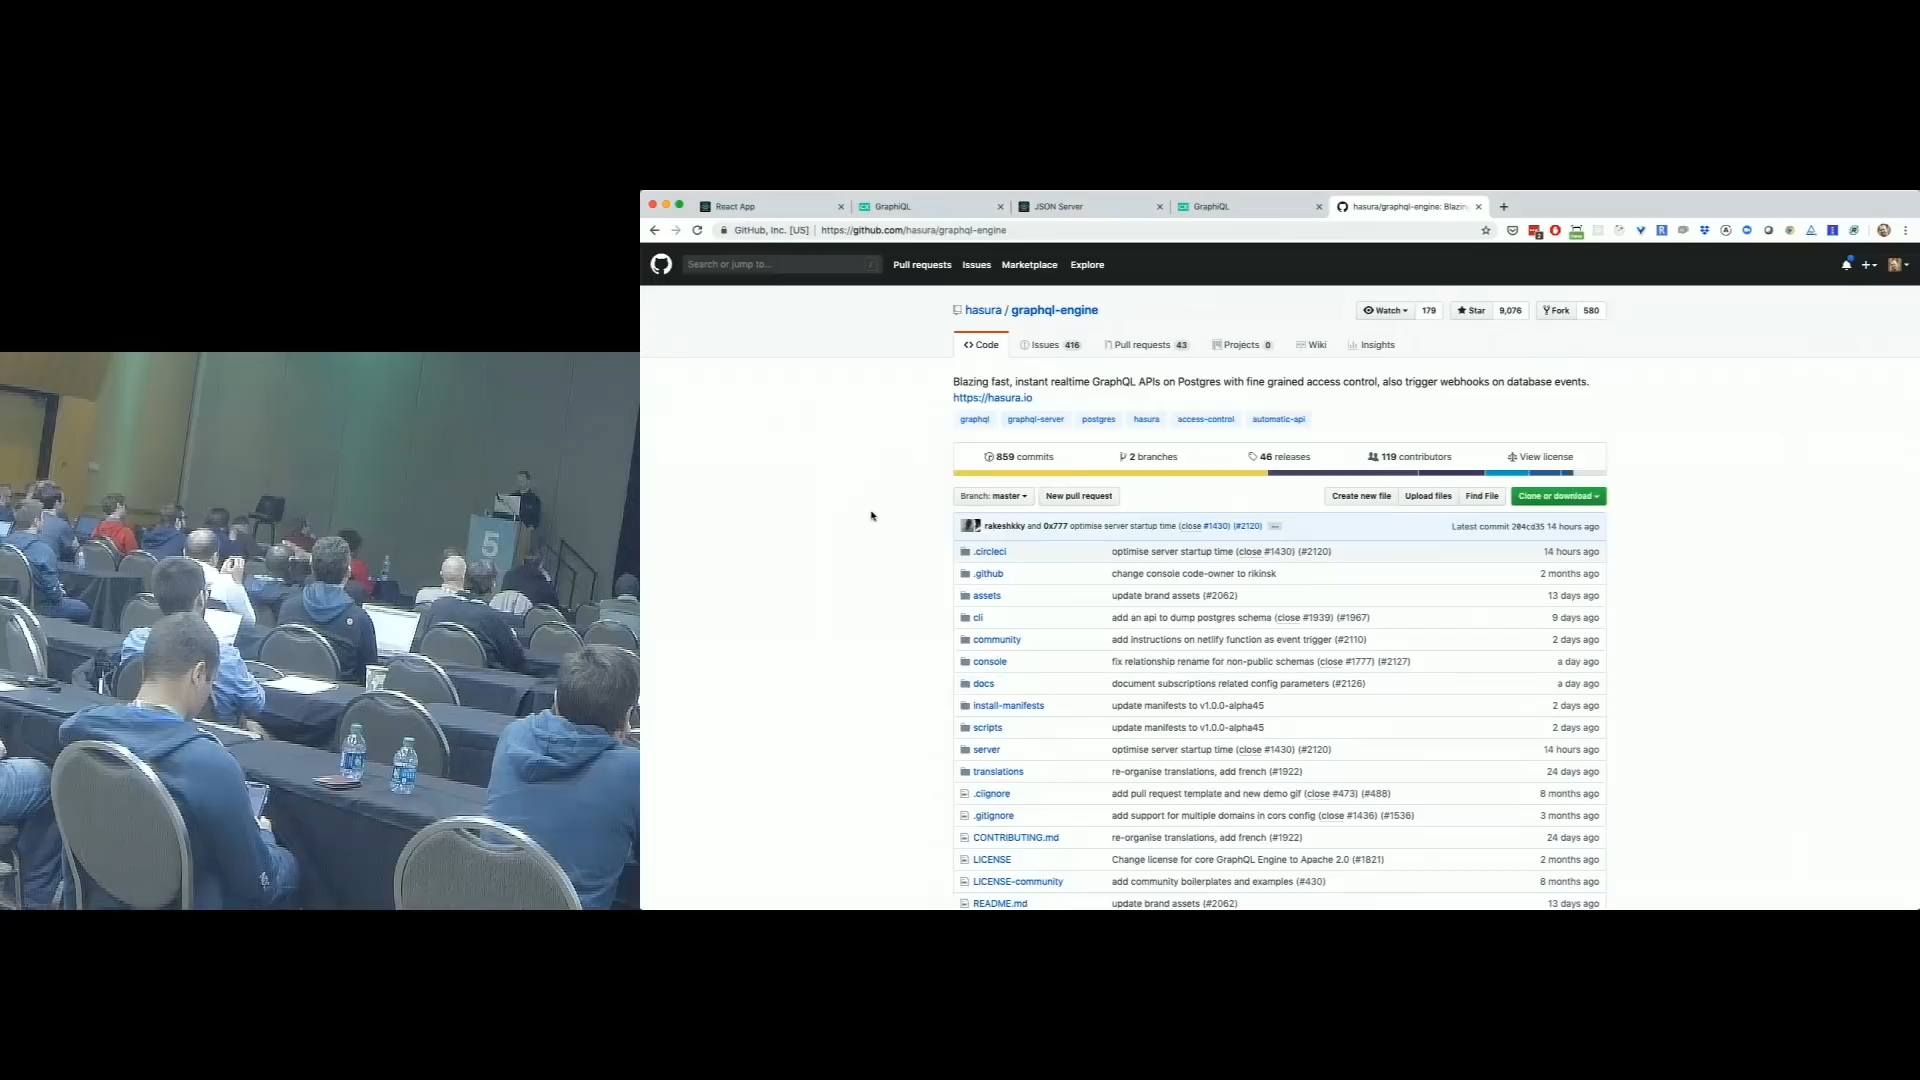 React App
GraphiQL
JSON Server
GraphiQL
hasura/graphql-engine: Blazin
GitHub, Inc. [US] | https://github.com/hasura/graphql-engine
Search or jump to... /
Pull requests Issues Marketplace Explore
hasura / graphql-engine
Watch 179 Star 9,076 Fork 580
Code Issues 416 Pull requests 43 Projects 0 Wiki Insights
Blazing fast, instant realtime GraphQL APIs on Postgres with fine grained access control, also trigger webhooks on database events.
https://hasura.io
graphql graphql-server postgres hasura access-control automatic-api
859 commits 2 branches 46 releases 119 contributors View license
Branch: master New pull request Create new file Upload files Find File Clone or download
rakeshkky and 0x777 optimise server startup time (close #1430) (#2120) ... Latest commit 204cd35 14 hours ago
.circleci optimise server startup time (close #1430) (#2120) 14 hours ago
.github change console code-owner to rikinsk 2 months ago
assets update brand assets (#2062) 13 days ago
cli add an api to dump postgres schema (close #1939) (#1967) 9 days ago
community add instructions on netlify function as event trigger (#2110) 2 days ago
console fix relationship rename for non-public schemas (close #1777) (#2127) a day ago
docs document subscriptions related config parameters (#2126) a day ago
install-manifests update manifests to v1.0.0-alpha45 2 days ago
scripts update manifests to v1.0.0-alpha45 2 days ago
server optimise server startup time (close #1430) (#2120) 14 hours ago
translations re-organise translations, add french (#1922) 24 days ago
.ciignore add pull request template and new demo gif (close #473) (#488) 8 months ago
.gitignore add support for multiple domains in cors config (close #1436) (#1536) 3 months ago
CONTRIBUTING.md re-organise translations, add french (#1922) 24 days ago
LICENSE Change license for core GraphQL Engine to Apache 2.0 (#1821) 2 months ago
LICENSE-community add community boilerplates and examples (#430) 8 months ago
README.md update brand assets (#2062) 13 days ago
5